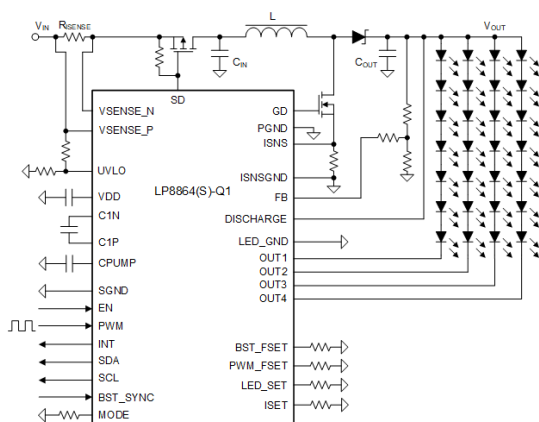 VIN
RISENSE
L
VOUT
CIN
COUT
SD
VSENSE_N
VSENSE_P
UVLO
VDD
C1N
C1P
CPUMP
SGND
EN
PWM
INT
SDA
SCL
BST_SYNC
MODE
LP8864(S)-Q1
GD
PGND
ISNS
ISNSGND
FB
DISCHARGE
LED_GND
OUT1
OUT2
OUT3
OUT4
BST_FSET
PWM_FSET
LED_SET
ISET